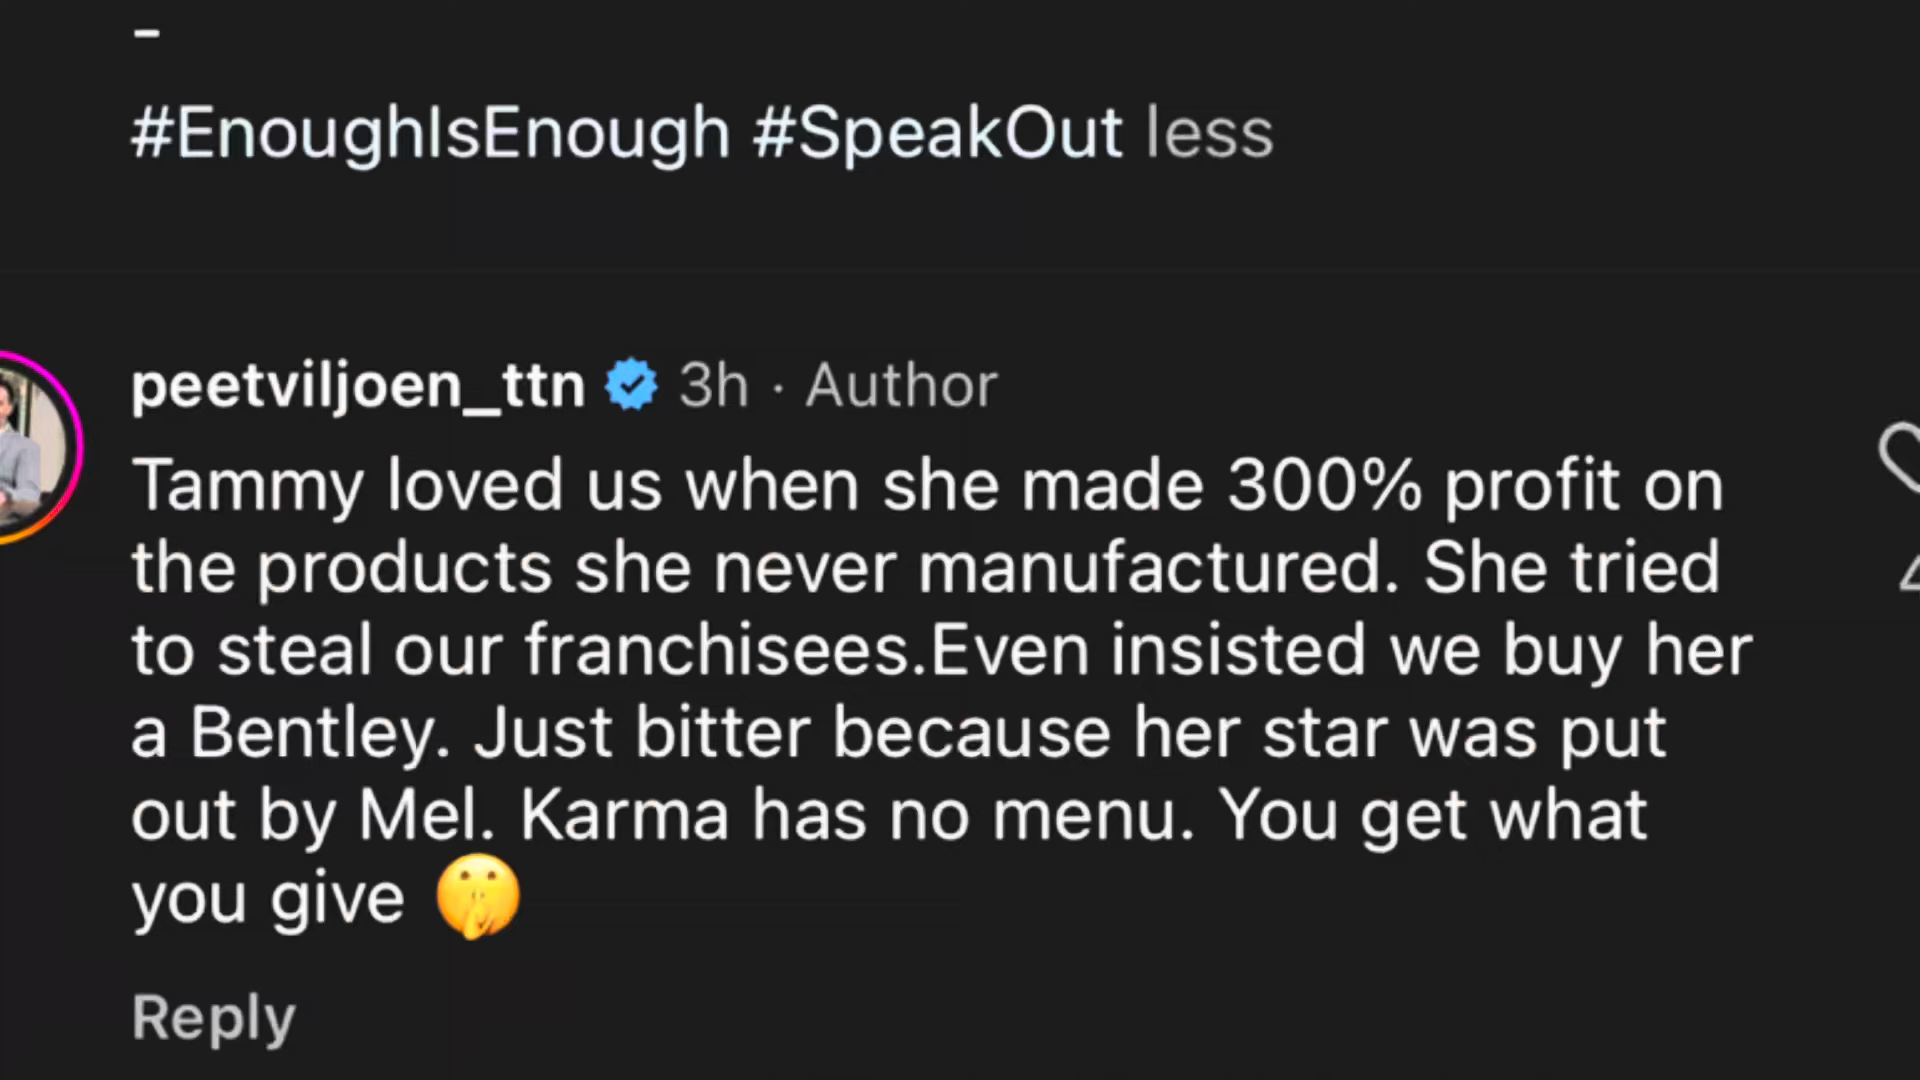 -
#EnoughIsEnough #SpeakOut less
peetviljoen_ttn 3h · Author
Tammy loved us when she made 300% profit on
the products she never manufactured. She tried
to steal our franchisees.Even insisted we buy her
a Bentley. Just bitter because her star was put
out by Mel. Karma has no menu. You get what
you give 🤫
Reply